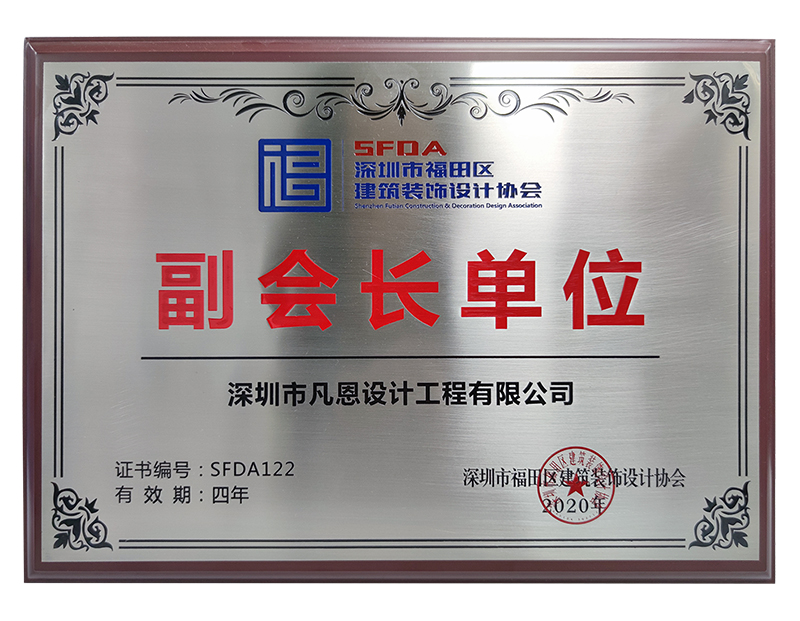 SFDA
深圳市福田区
建筑装饰设计协会
Shenzhen Futian Construction & Decoration Design Association
副会长单位
深圳市凡恩设计工程有限公司
证书编号：SFDA122
有效期：四年
深圳市福田区建筑装饰设计协会
2020年